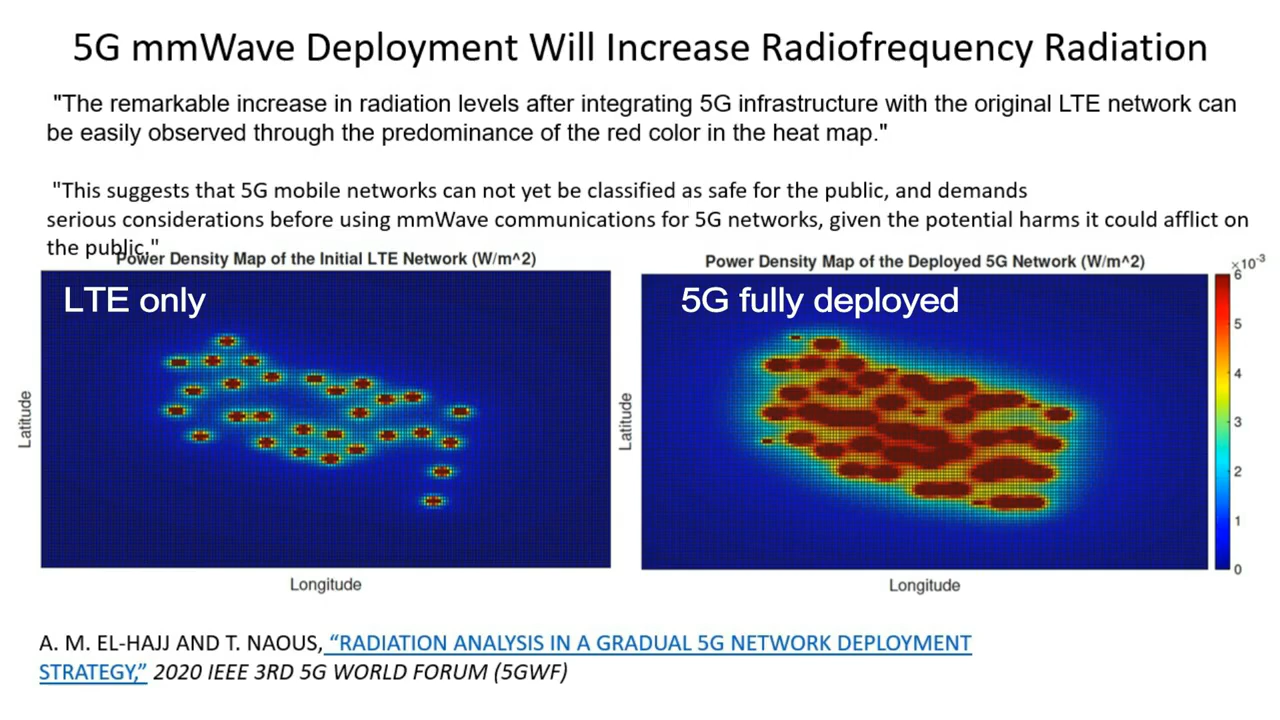 5G mmWave Deployment Will Increase Radiofrequency Radiation
"The remarkable increase in radiation levels after integrating 5G infrastructure with the original LTE network can
be easily observed through the predominance of the red color in the heat map."
"This suggests that 5G mobile networks can not yet be classified as safe for the public, and demands
serious considerations before using mmWave communications for 5G networks, given the potential harms it could afflict on
the public."
Power Density Map of the Initial LTE Network (W/m^2)
LTE only
Latitude
Longitude
Power Density Map of the Deployed 5G Network (W/m^2)
5G fully deployed
Latitude
Longitude
×10-3
6
5
4
3
2
1
0
A. M. EL-HAJJ AND T. NAOUS, “RADIATION ANALYSIS IN A GRADUAL 5G NETWORK DEPLOYMENT
STRATEGY,” 2020 IEEE 3RD 5G WORLD FORUM (5GWF)